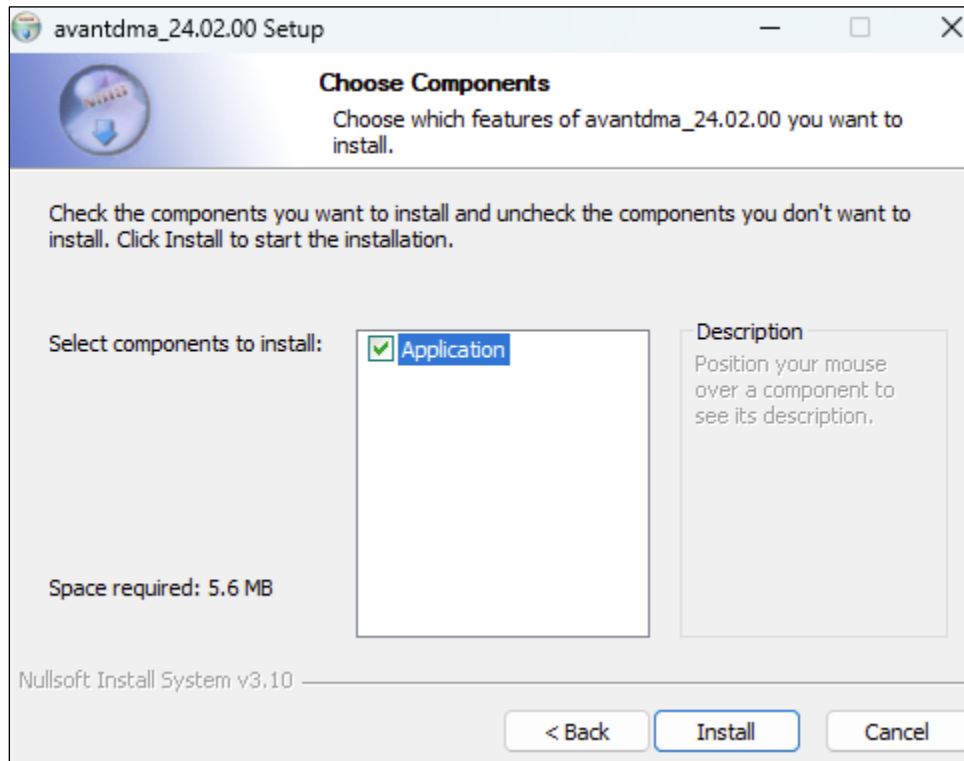 avantdma_24.02.00 Setup
Choose Components
Choose which features of avantdma_24.02.00 you want to
install.
Check the components you want to install and uncheck the components you don't want to
install. Click Install to start the installation.
Select components to install:
Application
Description
Position your mouse
over a component to
see its description.
Space required: 5.6 MB
Nullsoft Install System v3.10
< Back
Install
Cancel